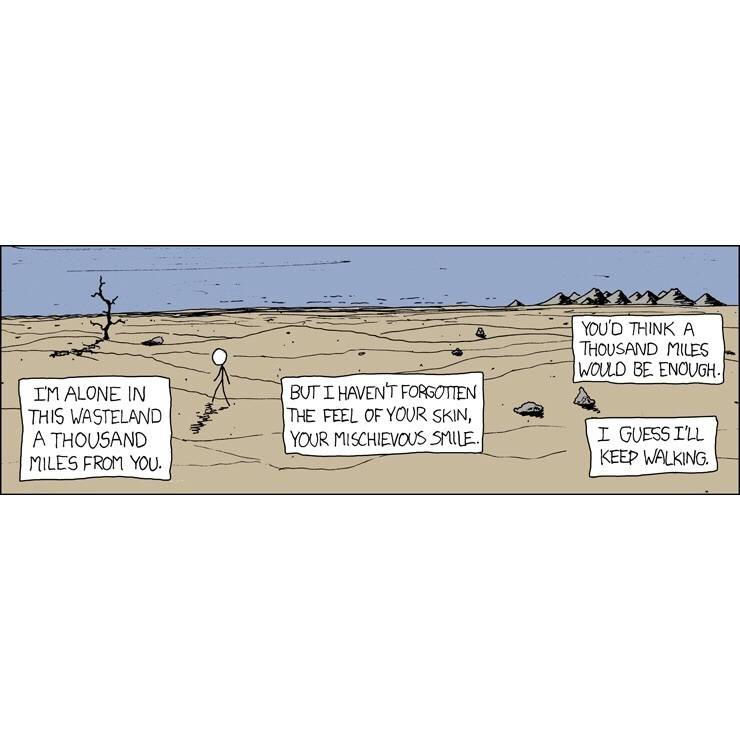 I'M ALONE IN
THIS WASTELAND
A THOUSAND
MILES FROM YOU.
BUT I HAVEN'T FORGOTTEN
THE FEEL OF YOUR SKIN,
YOUR MISCHIEVOUS SMILE.
YOU'D THINK A
THOUSAND MILES
WOULD BE ENOUGH.
I GUESS I'LL
KEEP WALKING.